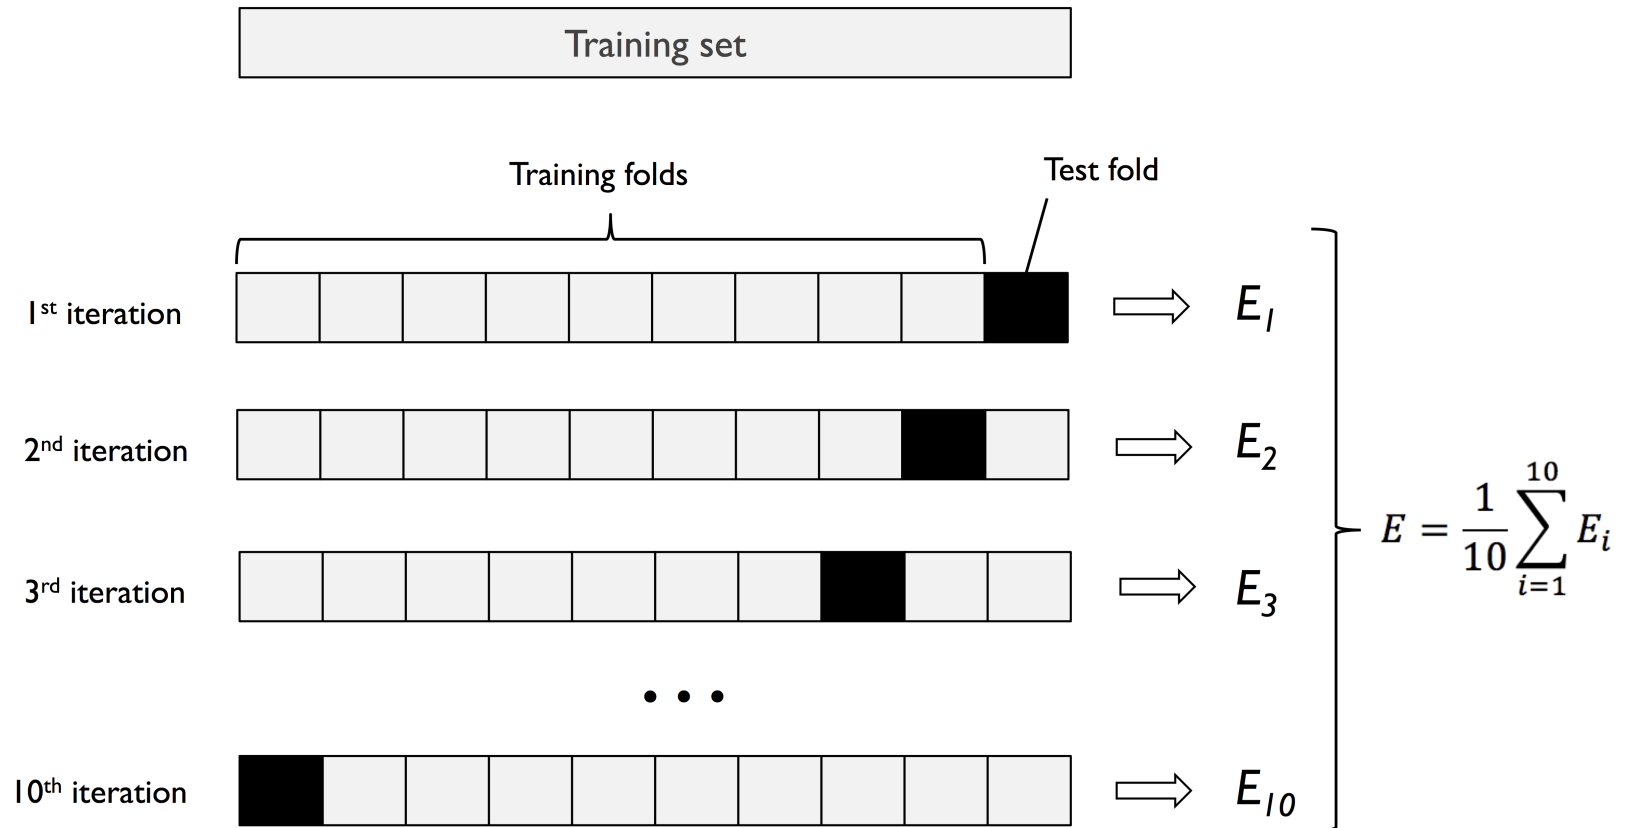 Training set
Training folds
Test fold
1st iteration
E1
2nd iteration
E2
3rd iteration
E3
E = 1/10 10∑i=1 Ei
10th iteration
E10